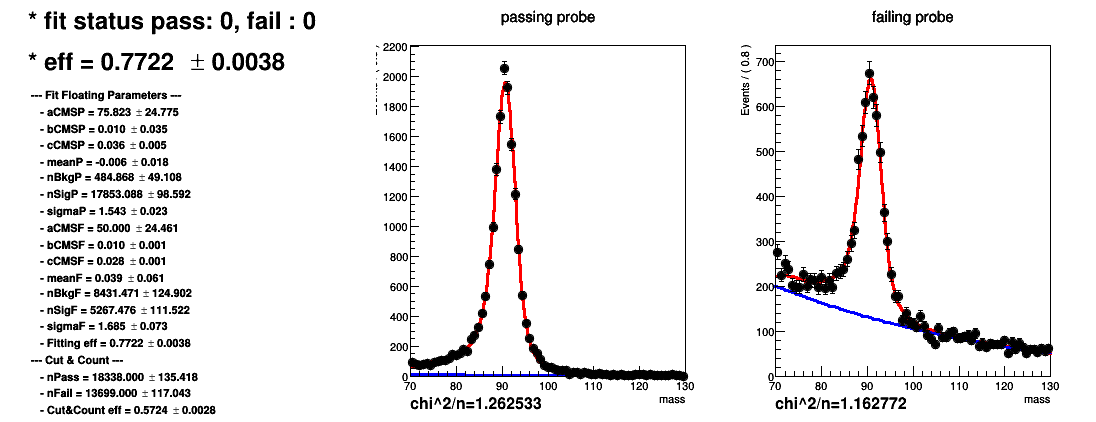 * fit status pass: 0, fail : 0
* eff = 0.7722 ± 0.0038
--- Fit Floating Parameters ---
- aCMSP = 75.823 ± 24.775
- bCMSP = 0.010 ± 0.035
- cCMSP = 0.036 ± 0.005
- meanP = -0.006 ± 0.018
- nBkgP = 484.868 ± 49.108
- nSigP = 17853.088 ± 98.592
- sigmaP = 1.543 ± 0.023
- aCMSF = 50.000 ± 24.461
- bCMSF = 0.010 ± 0.001
- cCMSF = 0.028 ± 0.001
- meanF = 0.039 ± 0.061
- nBkgF = 8431.471 ± 124.902
- nSigF = 5267.476 ± 111.522
- sigmaF = 1.685 ± 0.073
- Fitting eff = 0.7722 ± 0.0038
--- Cut & Count ---
- nPass = 18338.000 ± 135.418
- nFail = 13699.000 ± 117.043
- Cut&Count eff = 0.5724 ± 0.0028
passing probe
2200
2000
1800
1600
1400
1200
1000
800
600
400
200
0
70 80 90 100 110 120 130
mass
chi^2/n=1.262533
failing probe
Events / ( 0.8 )
700
600
500
400
300
200
100
0
70 80 90 100 110 120 130
mass
chi^2/n=1.162772